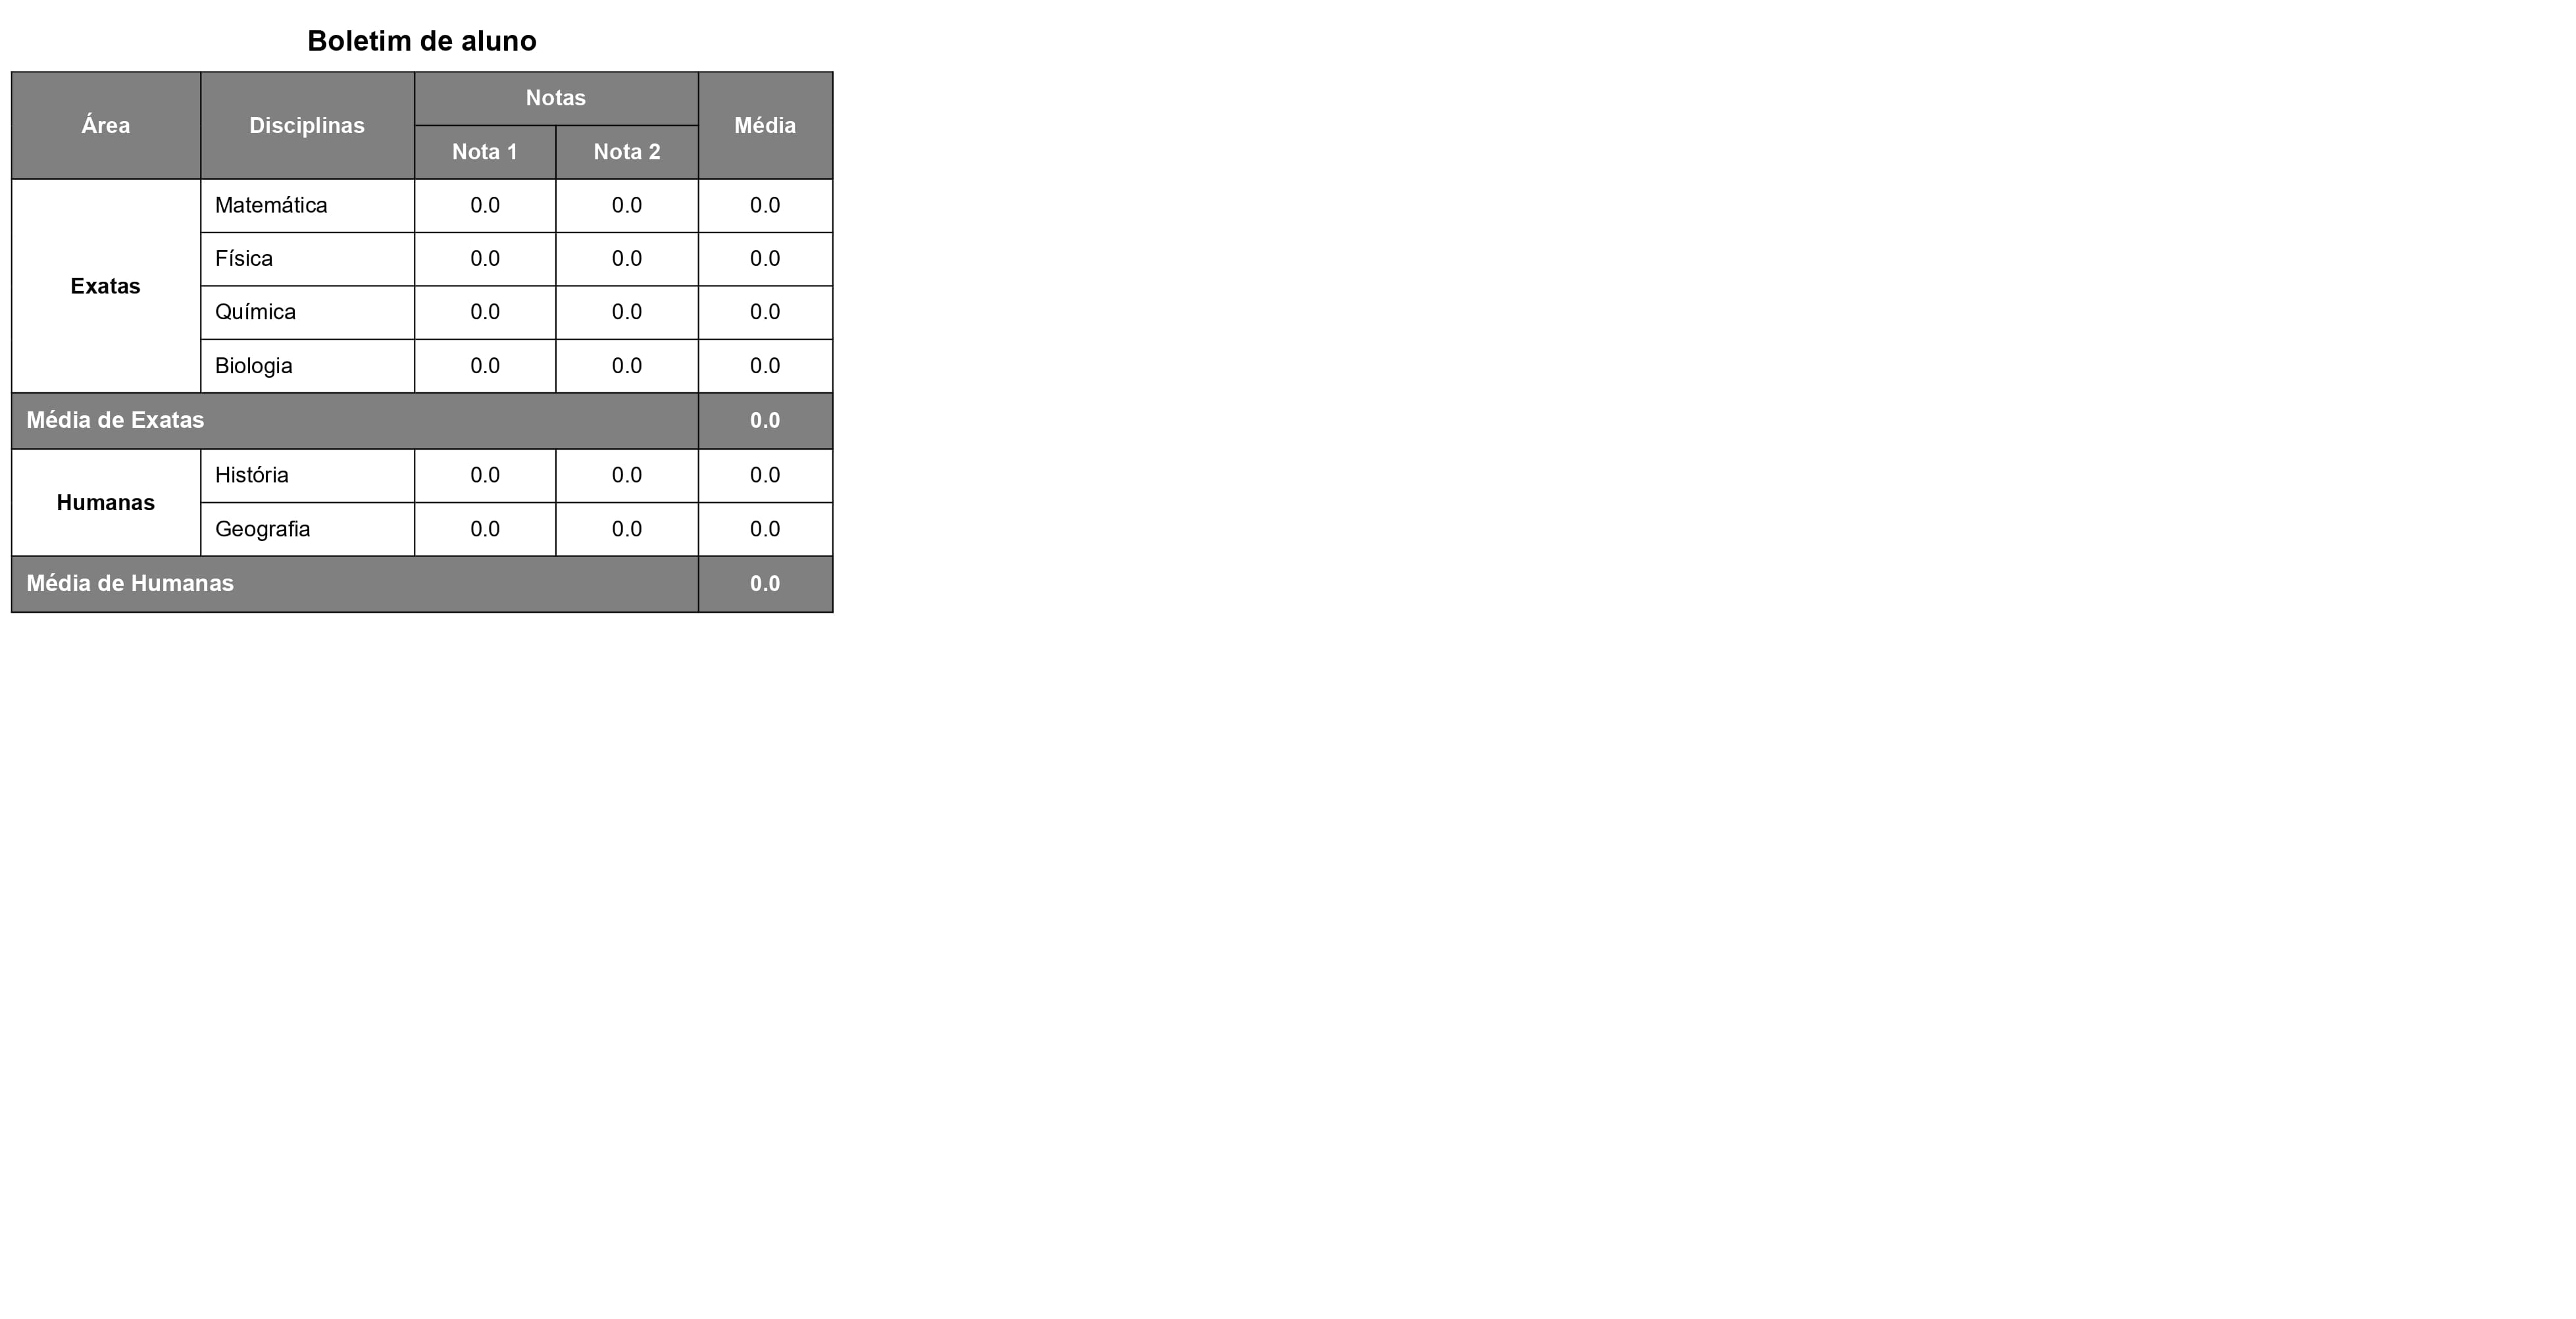 Boletim de aluno
Área Disciplinas Notas Média
Nota 1 Nota 2
Exatas Matemática 0.0 0.0 0.0
Física 0.0 0.0 0.0
Química 0.0 0.0 0.0
Biologia 0.0 0.0 0.0
Média de Exatas 0.0
Humanas História 0.0 0.0 0.0
Geografia 0.0 0.0 0.0
Média de Humanas 0.0